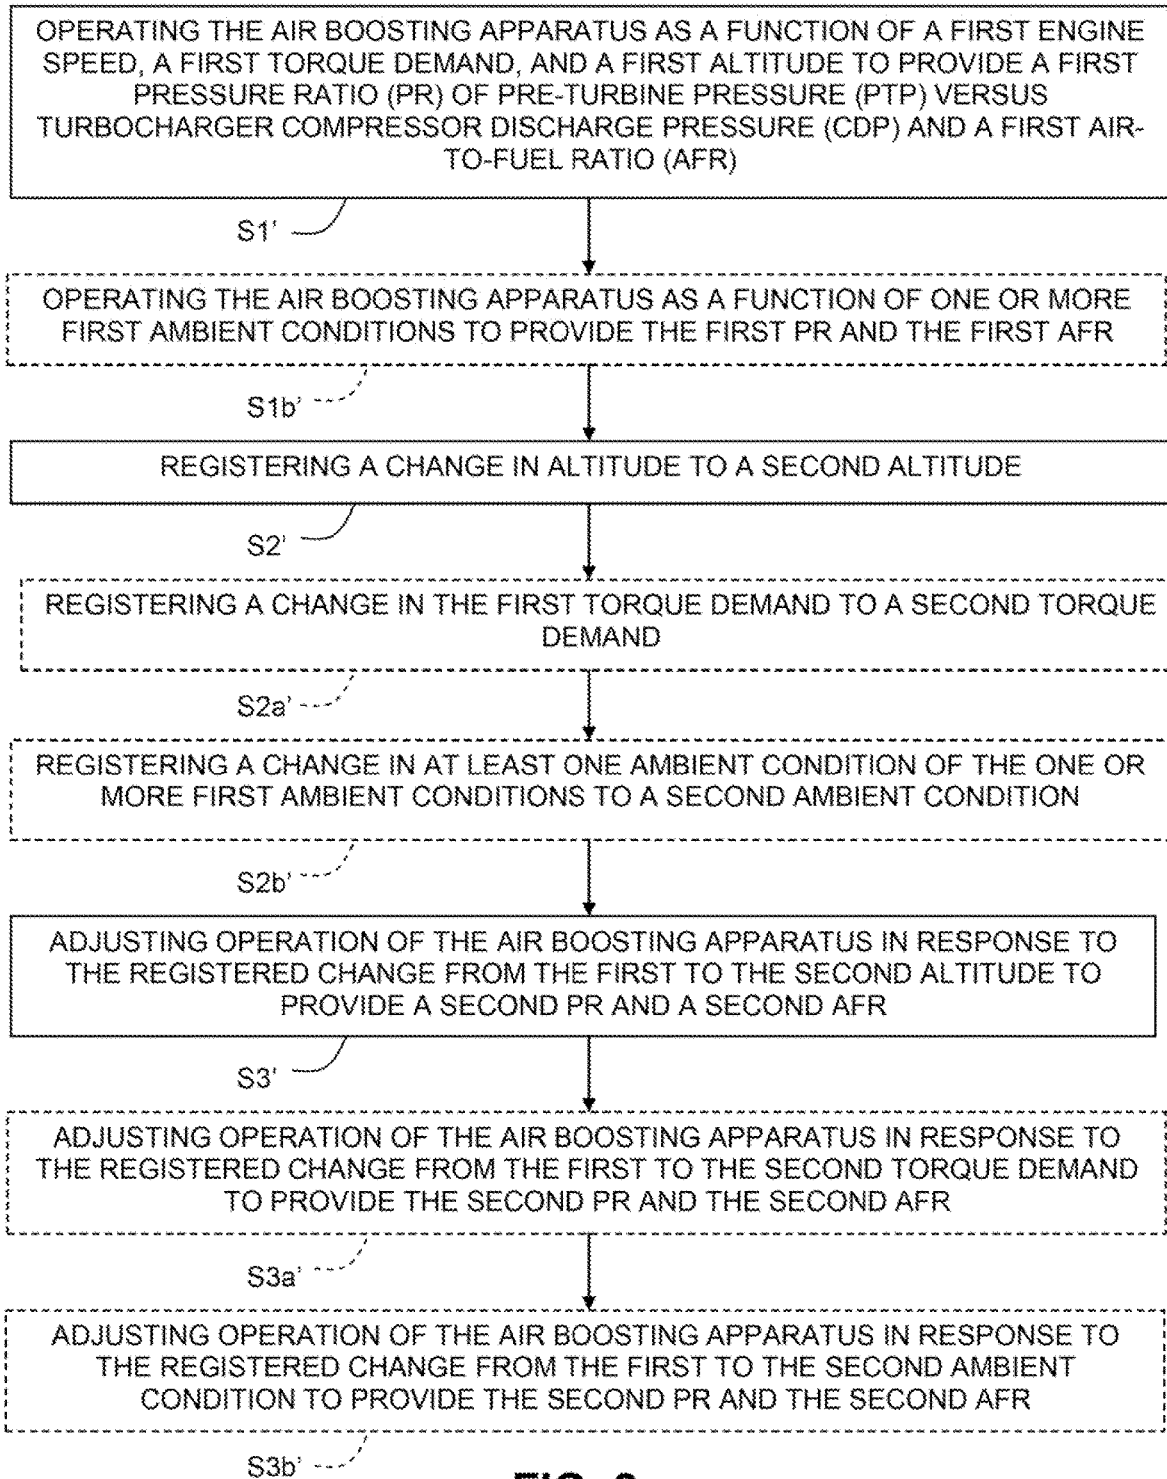 OPERATING THE AIR BOOSTING APPARATUS AS A FUNCTION OF A FIRST ENGINE
SPEED, A FIRST TORQUE DEMAND, AND A FIRST ALTITUDE TO PROVIDE A FIRST
PRESSURE RATIO (PR) OF PRE-TURBINE PRESSURE (PTP) VERSUS
TURBOCHARGER COMPRESSOR DISCHARGE PRESSURE (CDP) AND A FIRST AIR-
TO-FUEL RATIO (AFR)
S1'
OPERATING THE AIR BOOSTING APPARATUS AS A FUNCTION OF ONE OR MORE
FIRST AMBIENT CONDITIONS TO PROVIDE THE FIRST PR AND THE FIRST AFR
S1b'
REGISTERING A CHANGE IN ALTITUDE TO A SECOND ALTITUDE
S2'
REGISTERING A CHANGE IN THE FIRST TORQUE DEMAND TO A SECOND TORQUE
DEMAND
S2a'
REGISTERING A CHANGE IN AT LEAST ONE AMBIENT CONDITION OF THE ONE OR
MORE FIRST AMBIENT CONDITIONS TO A SECOND AMBIENT CONDITION
S2b'
ADJUSTING OPERATION OF THE AIR BOOSTING APPARATUS IN RESPONSE TO
THE REGISTERED CHANGE FROM THE FIRST TO THE SECOND ALTITUDE TO
PROVIDE A SECOND PR AND A SECOND AFR
S3'
ADJUSTING OPERATION OF THE AIR BOOSTING APPARATUS IN RESPONSE TO
THE REGISTERED CHANGE FROM THE FIRST TO THE SECOND TORQUE DEMAND
TO PROVIDE THE SECOND PR AND THE SECOND AFR
S3a'
ADJUSTING OPERATION OF THE AIR BOOSTING APPARATUS IN RESPONSE TO
THE REGISTERED CHANGE FROM THE FIRST TO THE SECOND AMBIENT
CONDITION TO PROVIDE THE SECOND PR AND THE SECOND AFR
S3b'